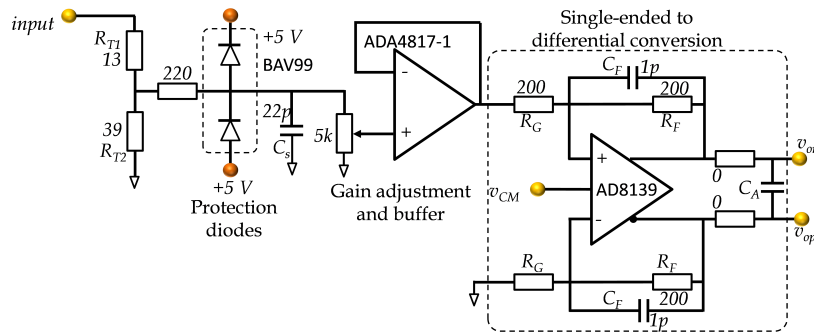 input
R_T1
13
39
R_T2
220
+5 V
BAV99
+5 V
Protection
diodes
22p
C_s
5k
ADA4817-1
-
+
Gain adjustment
and buffer
Single-ended to
differential conversion
200
R_G
C_F
1p
200
R_F
+
AD8139
-
v_CM
0
v_on
C_A
0
v_op
R_G
R_F
200
C_F
1p